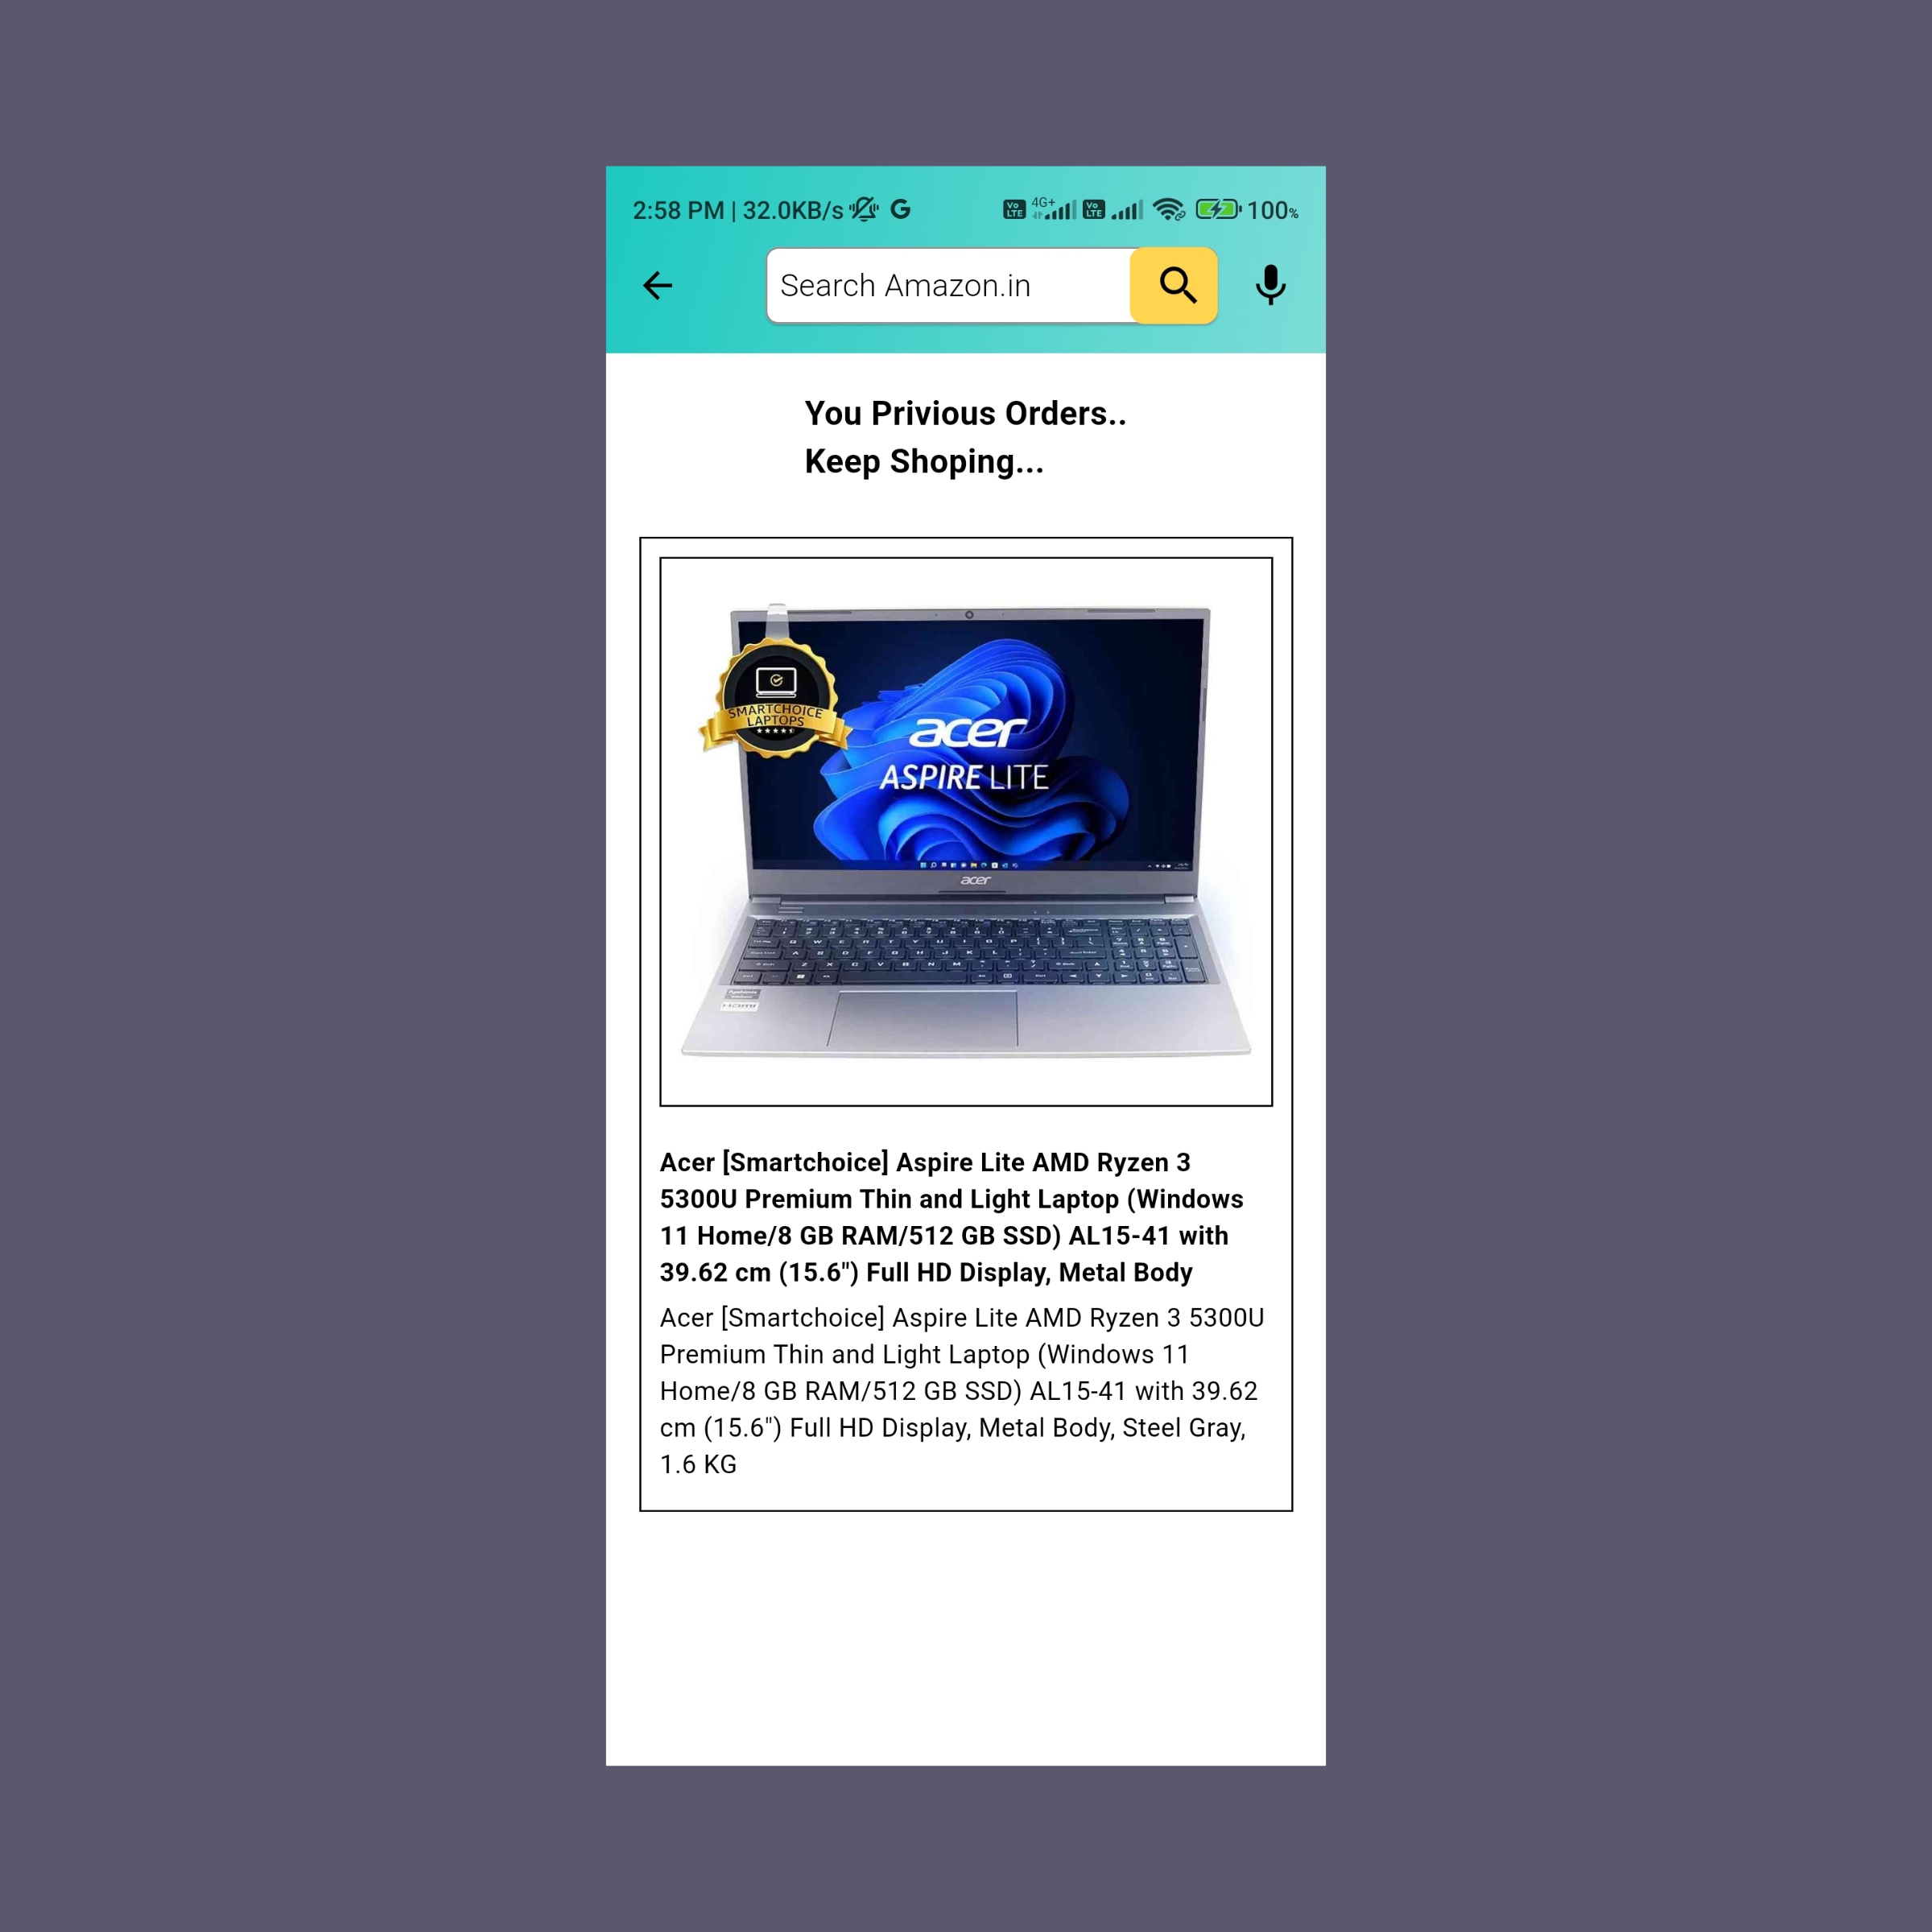 2:58 PM | 32.0KB/s G Vo LTE 4G+ Vo LTE 100%
Search Amazon.in
You Privious Orders..
Keep Shoping...
SMARTCHOICE
LAPTOPS
acer
ASPIRE LITE
acer
Acer [Smartchoice] Aspire Lite AMD Ryzen 3
5300U Premium Thin and Light Laptop (Windows
11 Home/8 GB RAM/512 GB SSD) AL15-41 with
39.62 cm (15.6") Full HD Display, Metal Body
Acer [Smartchoice] Aspire Lite AMD Ryzen 3 5300U
Premium Thin and Light Laptop (Windows 11
Home/8 GB RAM/512 GB SSD) AL15-41 with 39.62
cm (15.6") Full HD Display, Metal Body, Steel Gray,
1.6 KG